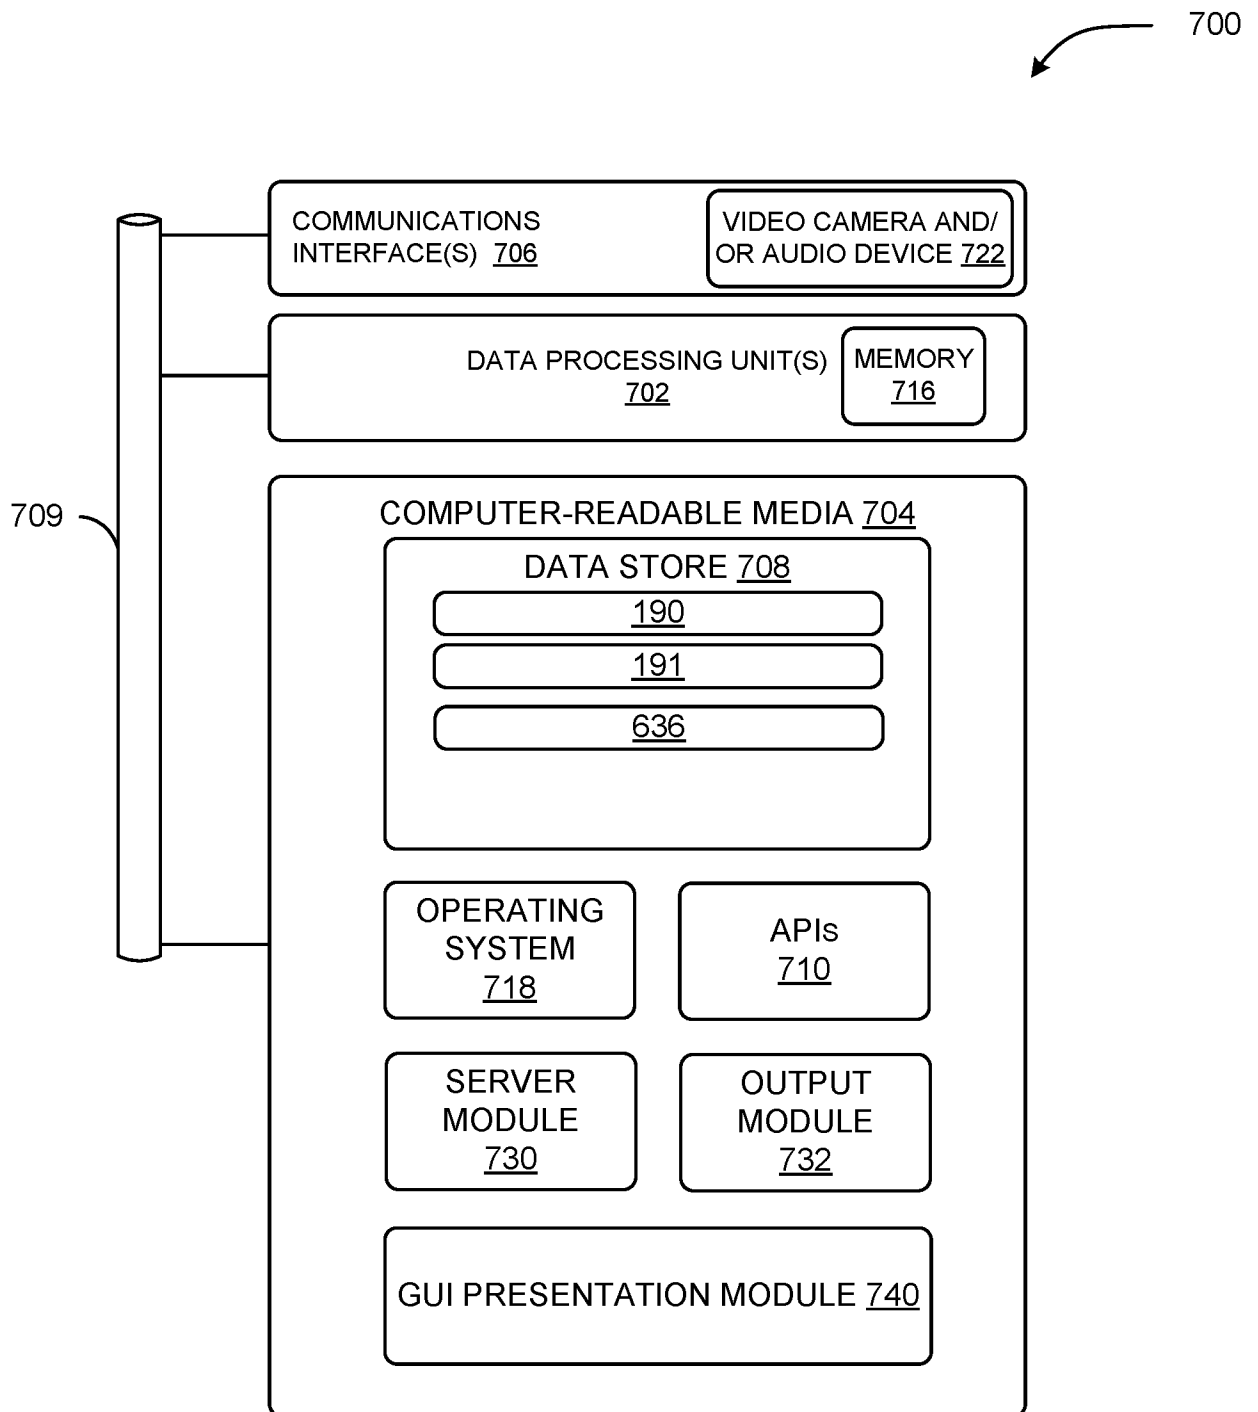 700
COMMUNICATIONS
INTERFACE(S) 706
VIDEO CAMERA AND/
OR AUDIO DEVICE 722
DATA PROCESSING UNIT(S)
702
MEMORY
716
709
COMPUTER-READABLE MEDIA 704
DATA STORE 708
190
191
636
OPERATING
SYSTEM
718
APIs
710
SERVER
MODULE
730
OUTPUT
MODULE
732
GUI PRESENTATION MODULE 740